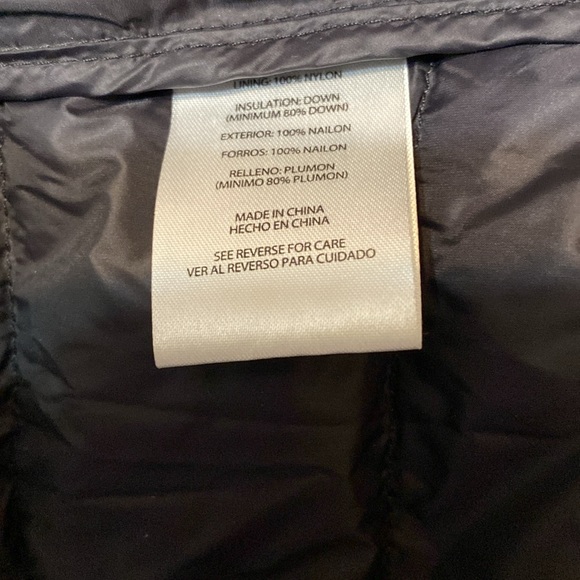 LINING: 100% NYLON
INSULATION: DOWN
(MINIMUM 80% DOWN)
EXTERIOR: 100% NAILON
FORROS: 100% NAILON
RELLENO: PLUMON
(MINIMO 80% PLUMON)
MADE IN CHINA
HECHO EN CHINA
SEE REVERSE FOR CARE
VER AL REVERSO PARA CUIDADO